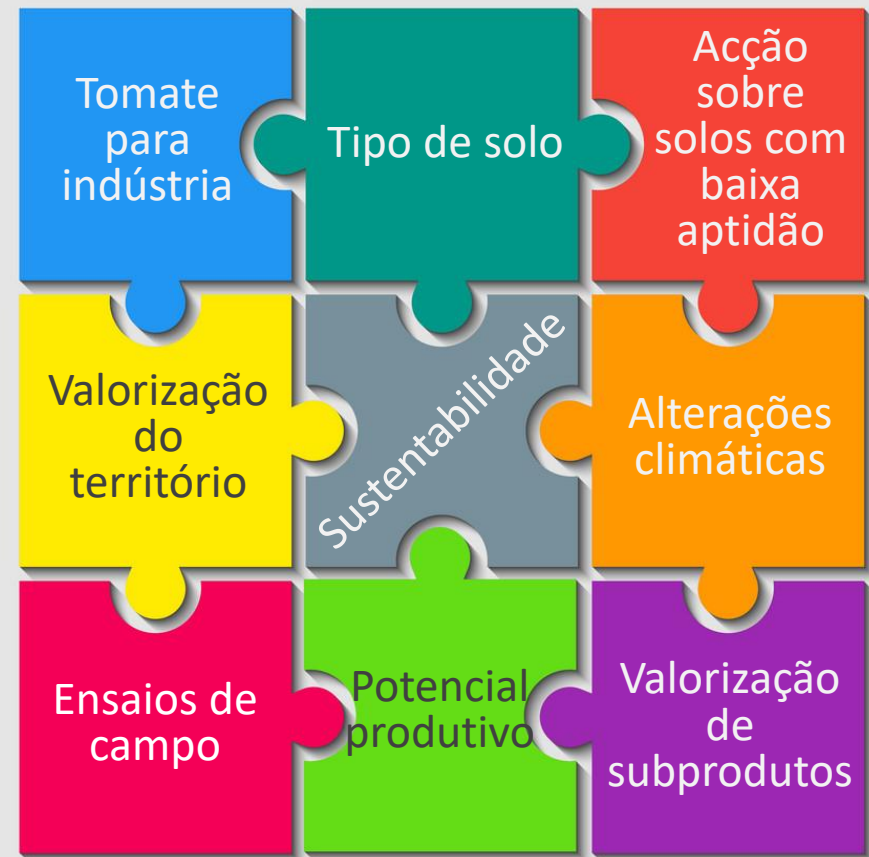 Tomate
para
indústria
Tipo de solo
Acção
sobre
solos com
baixa
aptidão
Valorização
do
território
Sustentabilidade
Alterações
climáticas
Ensaios de
campo
Potencial
produtivo
Valorização
de
subprodutos